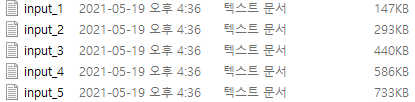 input_1 2021-05-19 오후 4:36 텍스트 문서 147KB
input_2 2021-05-19 오후 4:36 텍스트 문서 293KB
input_3 2021-05-19 오후 4:36 텍스트 문서 440KB
input_4 2021-05-19 오후 4:36 텍스트 문서 586KB
input_5 2021-05-19 오후 4:36 텍스트 문서 733KB